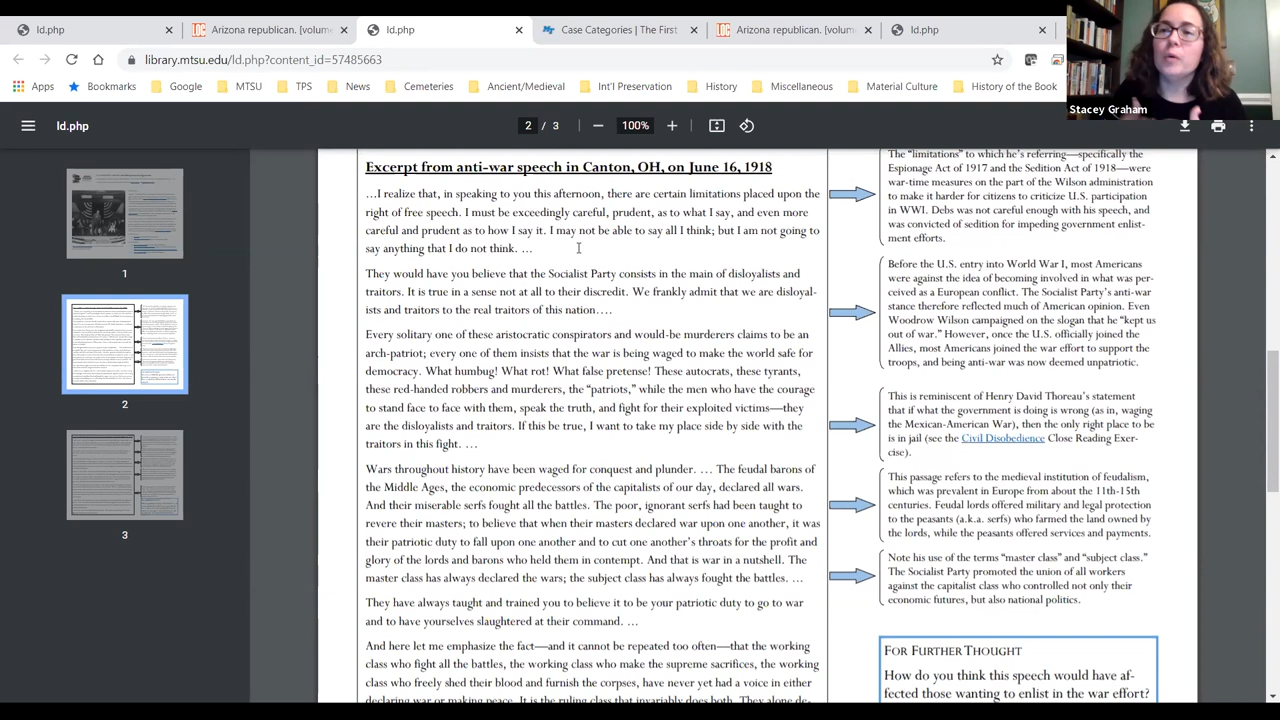 ld.php
Arizona republican. [volum
ld.php
Case Categories | The First
Arizona republican. [volum
ld.php
library.mtsu.edu/ld.php?content_id=57485663
Apps
Bookmarks
Google
MTSU
TPS
Cemeteries
Ancient/Medieval
Int'l Preservation
History
Miscellaneous
Material Culture
History of the Book
Stacey Graham
ld.php
2 / 3
100%
1
2
3
Excerpt from anti-war speech in Canton, OH, on June 16, 1918
…I realize that, in speaking to you this afternoon, there are certain limitations placed upon the
right of free speech. I must be exceedingly careful, prudent, as to what I say, and even more
careful and prudent as to how I say it. I may not be able to say all I think; but I am not going to
say anything that I do not think. …
They would have you believe that the Socialist Party consists in the main of disloyalists and
traitors. It is true in a sense not at all to their discredit. We frankly admit that we are disloyal-
ists and traitors to the real traitors of this nation….
Every solitary one of these aristocratic conspirators and would-be murderers claims to be an
arch-patriot; every one of them insists that the war is being waged to make the world safe for
democracy. What humbug! What rot! What false pretense! These autocrats, these tyrants,
these red-handed robbers and murderers, the “patriots,” while the men who have the courage
to stand face to face with them, speak the truth, and fight for their exploited victims—they
are the disloyalists and traitors. If this be true, I want to take my place side by side with the
traitors in this fight. …
Wars throughout history have been waged for conquest and plunder. … The feudal barons of
the Middle Ages, the economic predecessors of the capitalists of our day, declared all wars.
And their miserable serfs fought all the battles. The poor, ignorant serfs had been taught to
revere their masters; to believe that when their masters declared war upon one another, it was
their patriotic duty to fall upon one another and to cut one another’s throats for the profit and
glory of the lords and barons who held them in contempt. And that is war in a nutshell. The
master class has always declared the wars; the subject class has always fought the battles. …
They have always taught and trained you to believe it to be your patriotic duty to go to war
and to have yourselves slaughtered at their command. …
And here let me emphasize the fact—and it cannot be repeated too often—that the working
class who fight all the battles, the working class who make the supreme sacrifices, the working
class who freely shed their blood and furnish the corpses, have never yet had a voice in either
declaring war or making peace. It is the ruling class that invariably does both. They alone de-
The “limitations” to which he’s referring—specifically the
Espionage Act of 1917 and the Sedition Act of 1918—were
war-time measures on the part of the Wilson administration
to make it harder for citizens to criticize U.S. participation
in WWI. Debs was not careful enough with his speech, and
was convicted of sedition for impeding government enlist-
ment efforts.
Before the U.S. entry into World War I, most Americans
were against the idea of becoming involved in what was per-
ceived as a European conflict. The Socialist Party’s anti-war
stance therefore reflected much of American opinion. Even
Woodrow Wilson campaigned on the slogan that he “kept us
out of war.” However, once the U.S. officially joined the
Allies, most Americans joined the war effort to support the
troops, and being anti-war was now deemed unpatriotic.
This is reminiscent of Henry David Thoreau’s statement
that if what the government is doing is wrong (as in, waging
the Mexican-American War), then the only right place to be
is in jail (see the Civil Disobedience Close Reading Exer-
cise).
This passage refers to the medieval institution of feudalism,
which was prevalent in Europe from about the 11th-15th
centuries. Feudal lords offered military and legal protection
to the peasants (a.k.a. serfs) who farmed the land owned by
the lords, while the peasants offered services and payments.
Note his use of the terms “master class” and “subject class.”
The Socialist Party promoted the union of all workers
against the capitalist class who controlled not only their
economic futures, but also national politics.
FOR FURTHER THOUGHT
How do you think this speech would have af-
fected those wanting to enlist in the war effort?